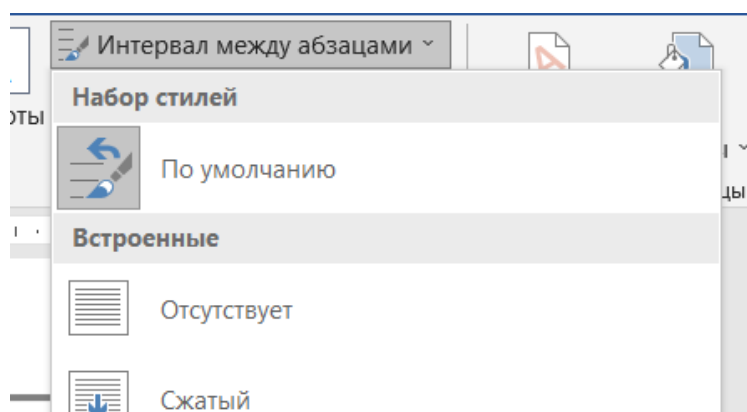 Интервал между абзацами
Набор стилей
По умолчанию
Встроенные
Отсутствует
Сжатый